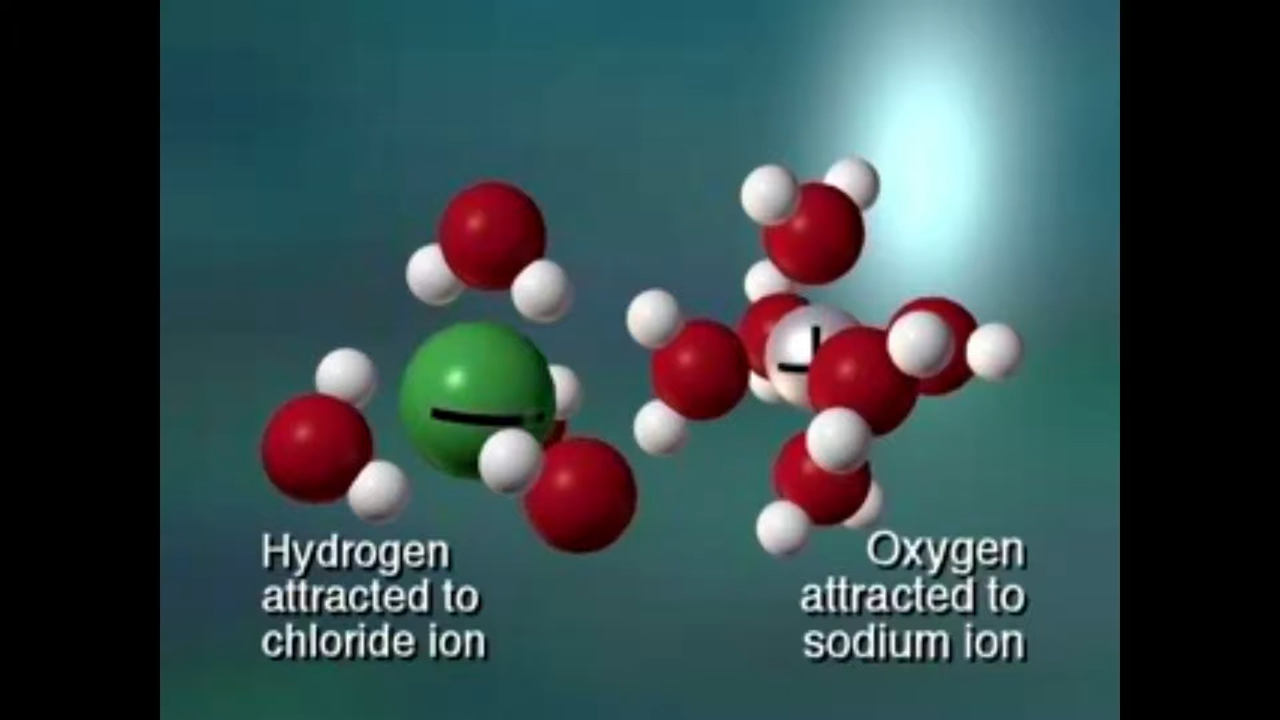 Hydrogen
attracted to
chloride ion
Oxygen
attracted to
sodium ion